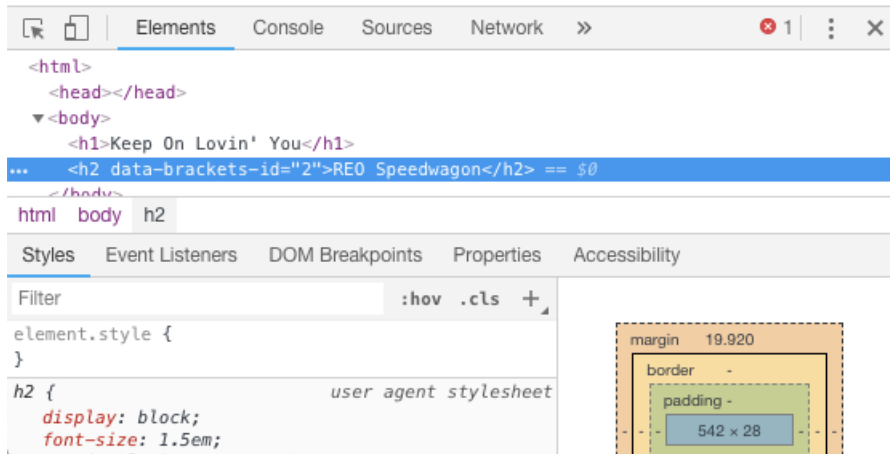 Elements Console Sources Network » 1
<html>
<head></head>
▼<body>
<h1>Keep On Lovin' You</h1>
... <h2 data-brackets-id="2">REO Speedwagon</h2> == $0
</body>
html body h2
Styles Event Listeners DOM Breakpoints Properties Accessibility
Filter :hov .cls +
element.style {
}
h2 { user agent stylesheet
display: block;
font-size: 1.5em;
margin 19.920
border -
padding -
- - - 542 × 28 - - -